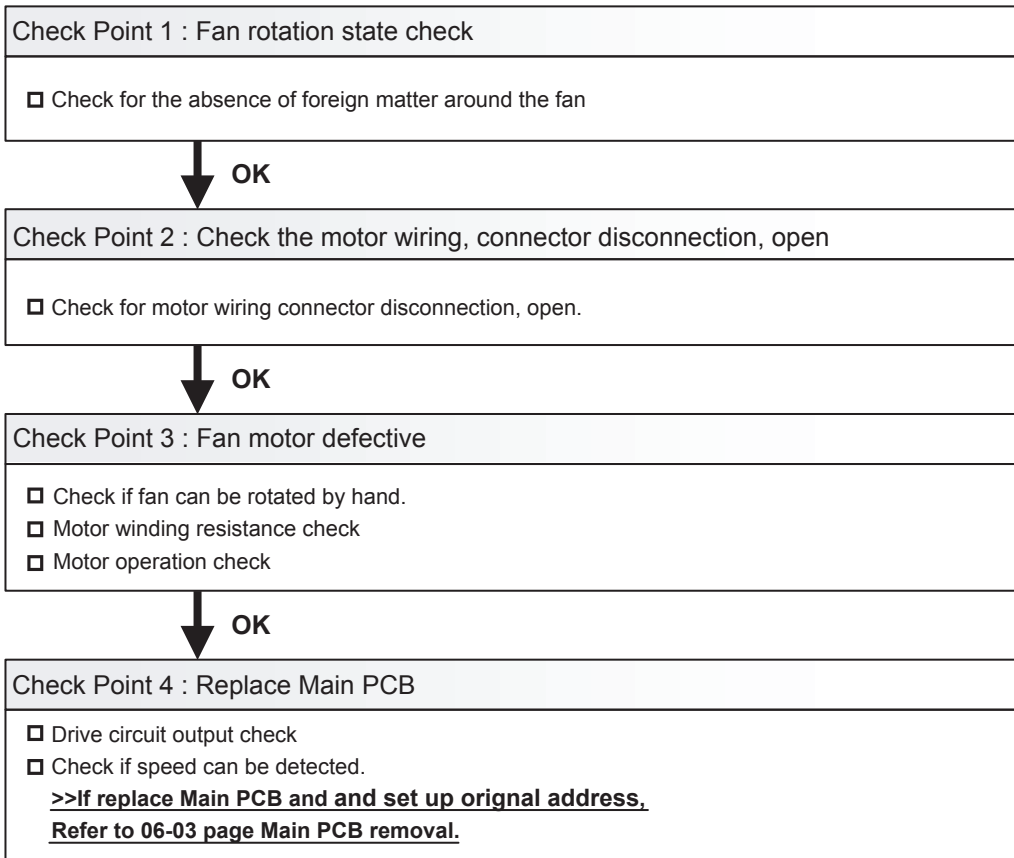 Check Point 1 : Fan rotation state check
Check for the absence of foreign matter around the fan
OK
Check Point 2 : Check the motor wiring, connector disconnection, open
Check for motor wiring connector disconnection, open.
OK
Check Point 3 : Fan motor defective
Check if fan can be rotated by hand.
Motor winding resistance check
Motor operation check
OK
Check Point 4 : Replace Main PCB
Drive circuit output check
Check if speed can be detected.
>>If replace Main PCB and and set up orignal address,
Refer to 06-03 page Main PCB removal.